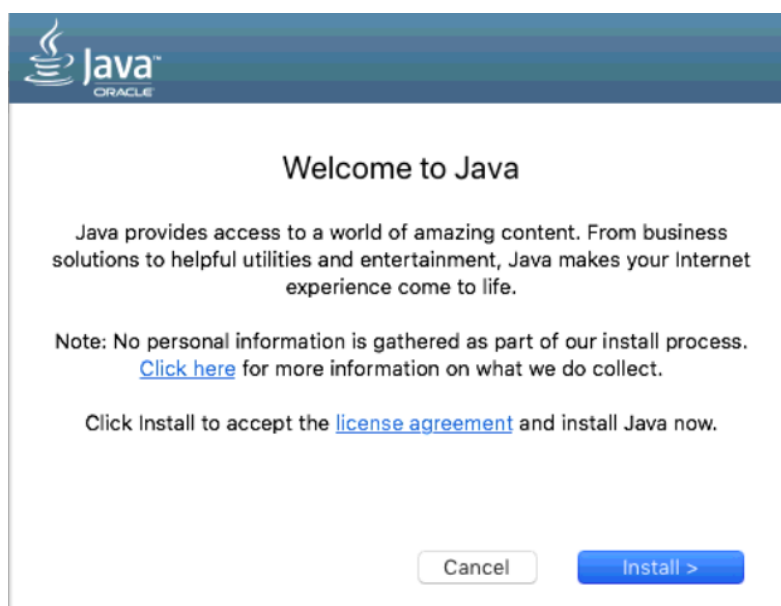 Java™
ORACLE
Welcome to Java
Java provides access to a world of amazing content. From business
solutions to helpful utilities and entertainment, Java makes your Internet
experience come to life.
Note: No personal information is gathered as part of our install process.
Click here for more information on what we do collect.
Click Install to accept the license agreement and install Java now.
Cancel
Install >